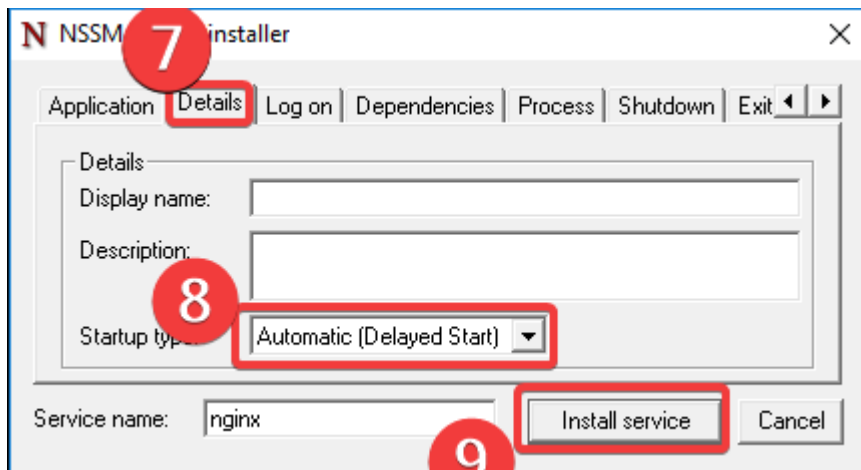 NSSM installer
7
Application Details Log on Dependencies Process Shutdown Exit
Details
Display name:
Description:
8
Startup Automatic (Delayed Start)
Service name: nginx Install service Cancel
9